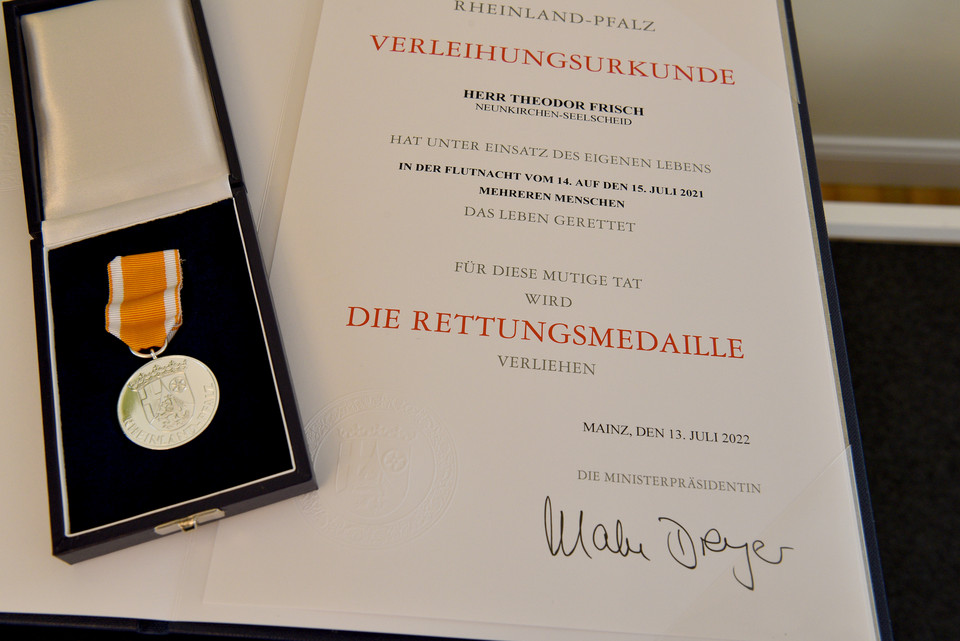 RHEINLAND-PFALZ
VERLEIHUNGSURKUNDE
HERR THEODOR FRISCH
NEUNKIRCHEN-SEELSCHEID
HAT UNTER EINSATZ DES EIGENEN LEBENS
IN DER FLUTNACHT VOM 14. AUF DEN 15. JULI 2021
MEHREREN MENSCHEN
DAS LEBEN GERETTET
FÜR DIESE MUTIGE TAT
WIRD
DIE RETTUNGSMEDAILLE
VERLIEHEN
MAINZ, DEN 13. JULI 2022
DIE MINISTERPRÄSIDENTIN
Malu Dreyer
RHEINLAND-PFALZ